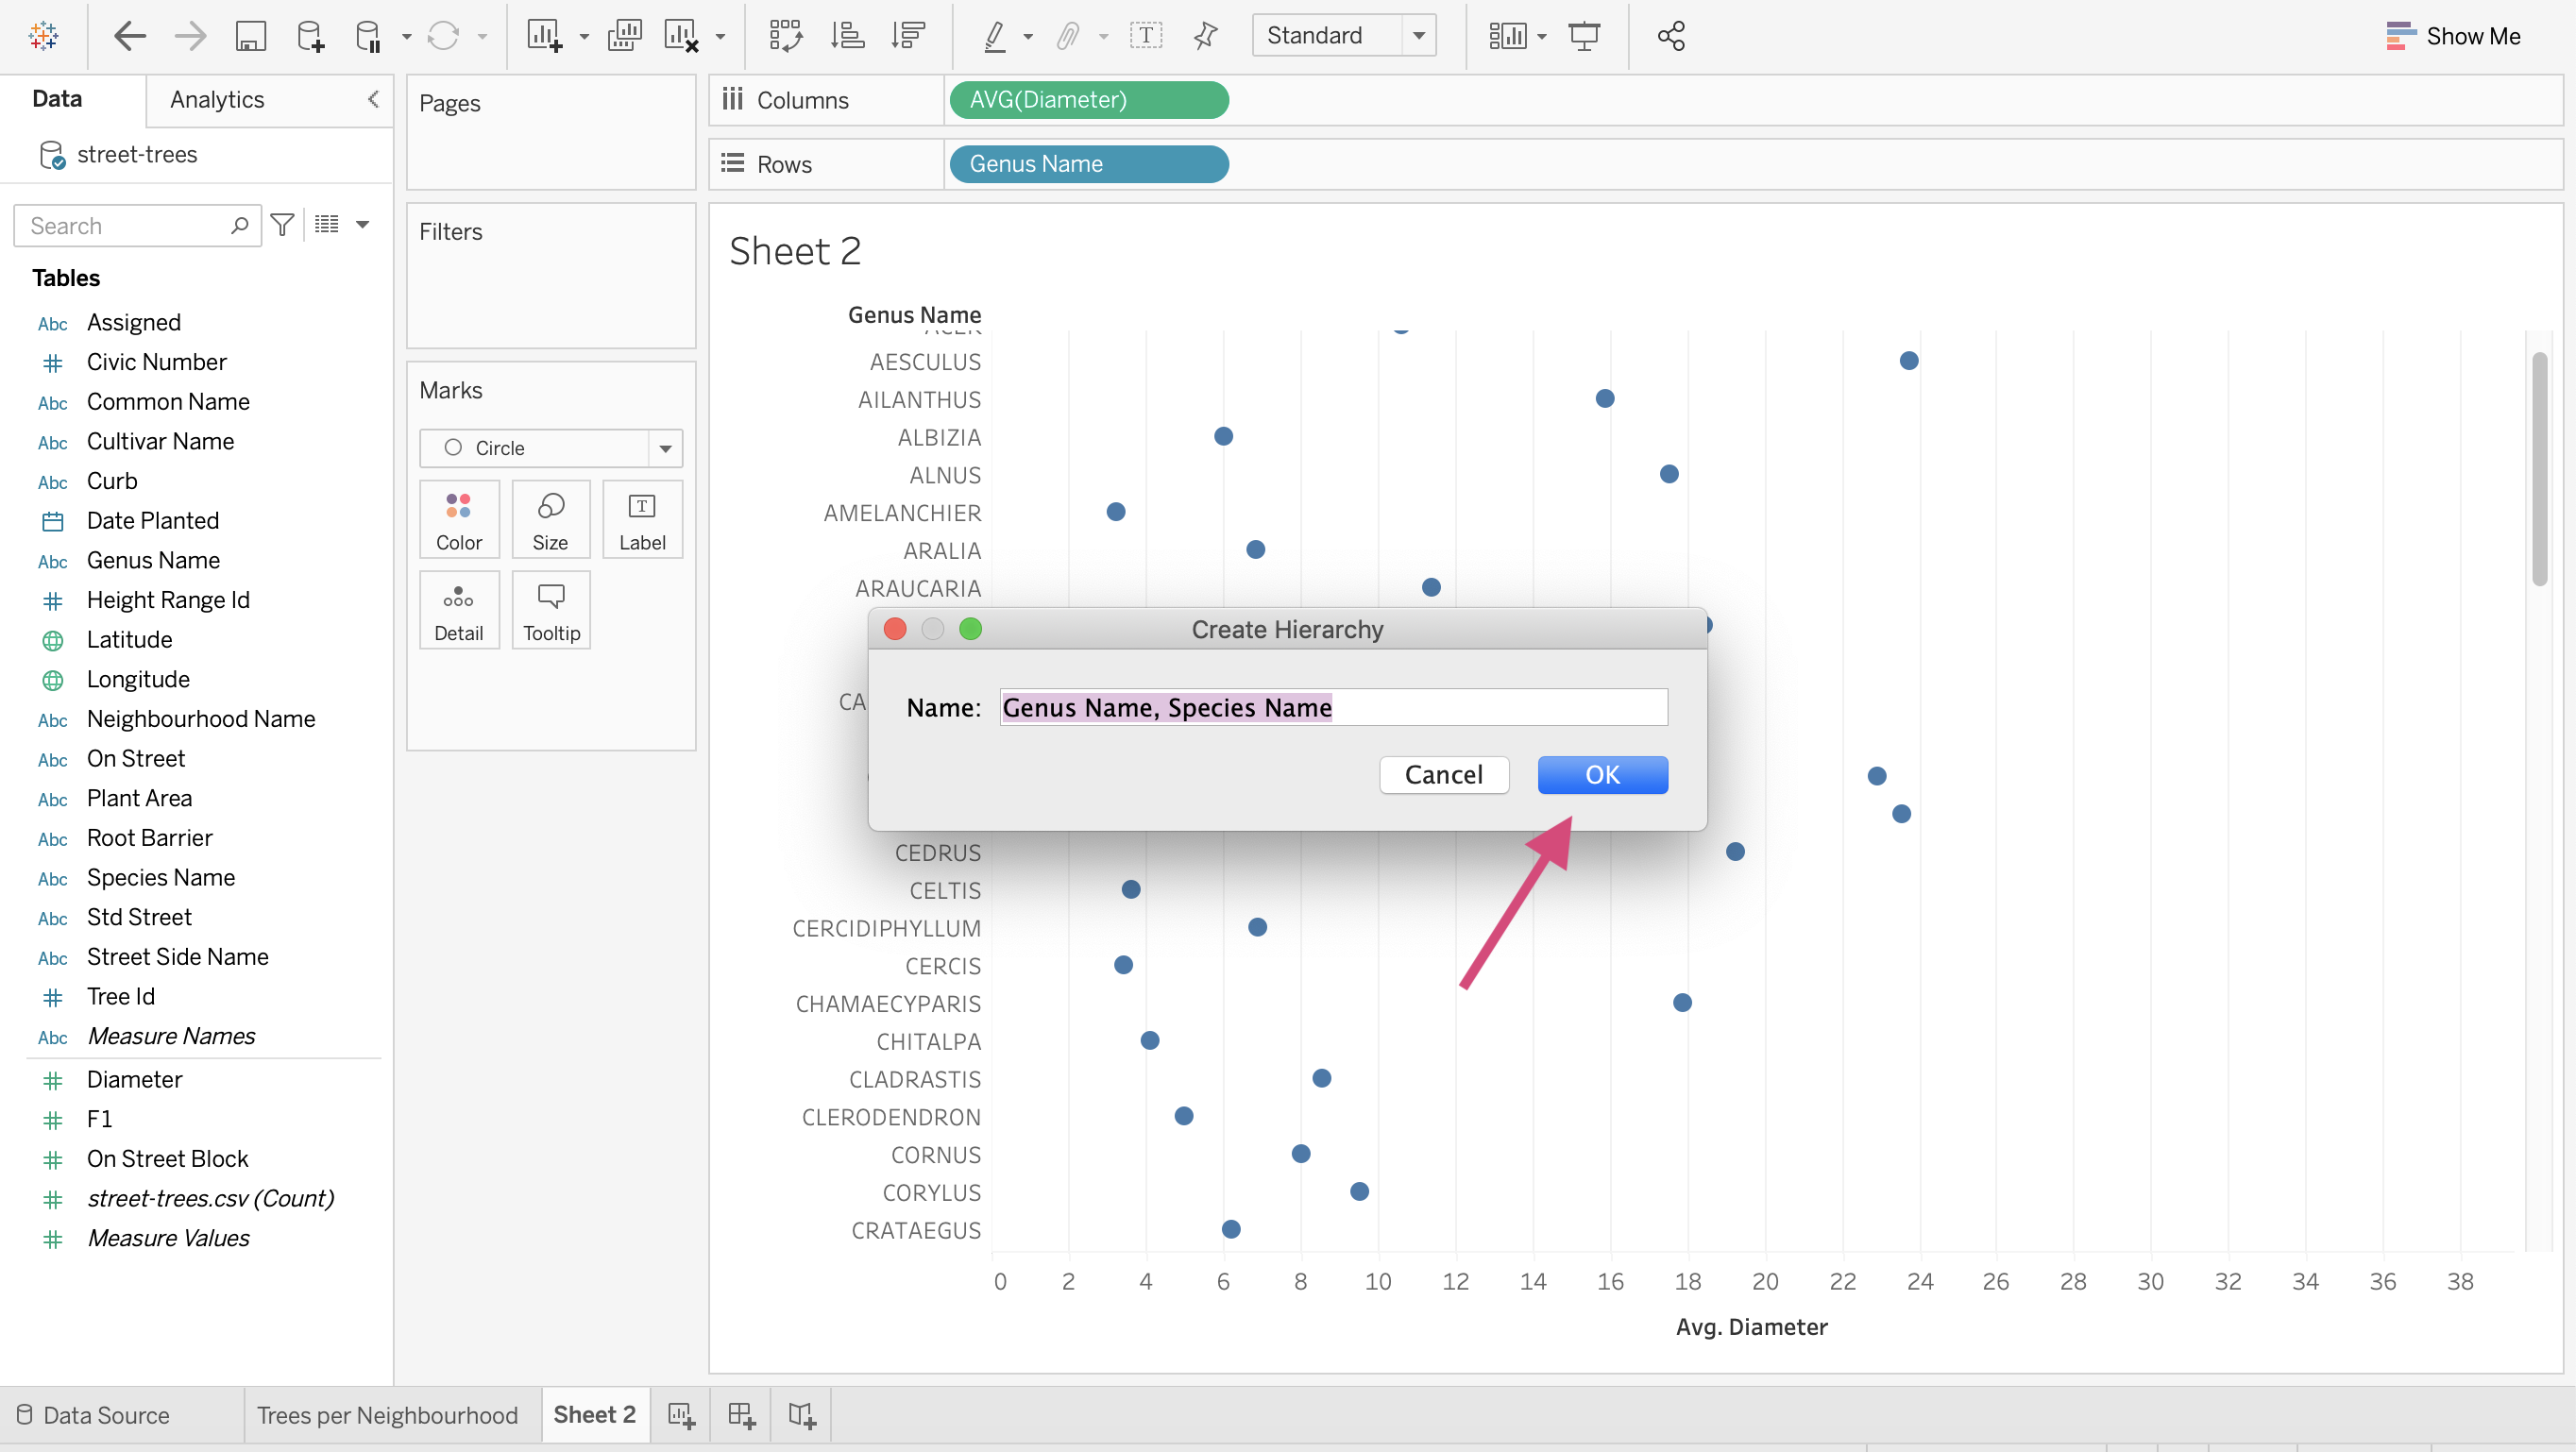 Standard
Show Me
Data
Analytics
street-trees
Search
Tables
Abc Assigned
Civic Number
Abc Common Name
Abc Cultivar Name
Abc Curb
Date Planted
Abc Genus Name
Height Range Id
Latitude
Longitude
Abc Neighbourhood Name
Abc On Street
Abc Plant Area
Abc Root Barrier
Abc Species Name
Abc Std Street
Abc Street Side Name
Tree Id
Abc Measure Names
Diameter
F1
On Street Block
street-trees.csv (Count)
Measure Values
Pages
Filters
Marks
Circle
Color Size Label
Detail Tooltip
Columns AVG(Diameter)
Rows Genus Name
Sheet 2
Genus Name
ACER
AESCULUS
AILANTHUS
ALBIZIA
ALNUS
AMELANCHIER
ARALIA
ARAUCARIA
CA
Create Hierarchy
Name: Genus Name, Species Name
Cancel OK
CEDRUS
CELTIS
CERCIDIPHYLLUM
CERCIS
CHAMAECYPARIS
CHITALPA
CLADRASTIS
CLERODENDRON
CORNUS
CORYLUS
CRATAEGUS
0 2 4 6 8 10 12 14 16 18 20 22 24 26 28 30 32 34 36 38
Avg. Diameter
Data Source
Trees per Neighbourhood
Sheet 2